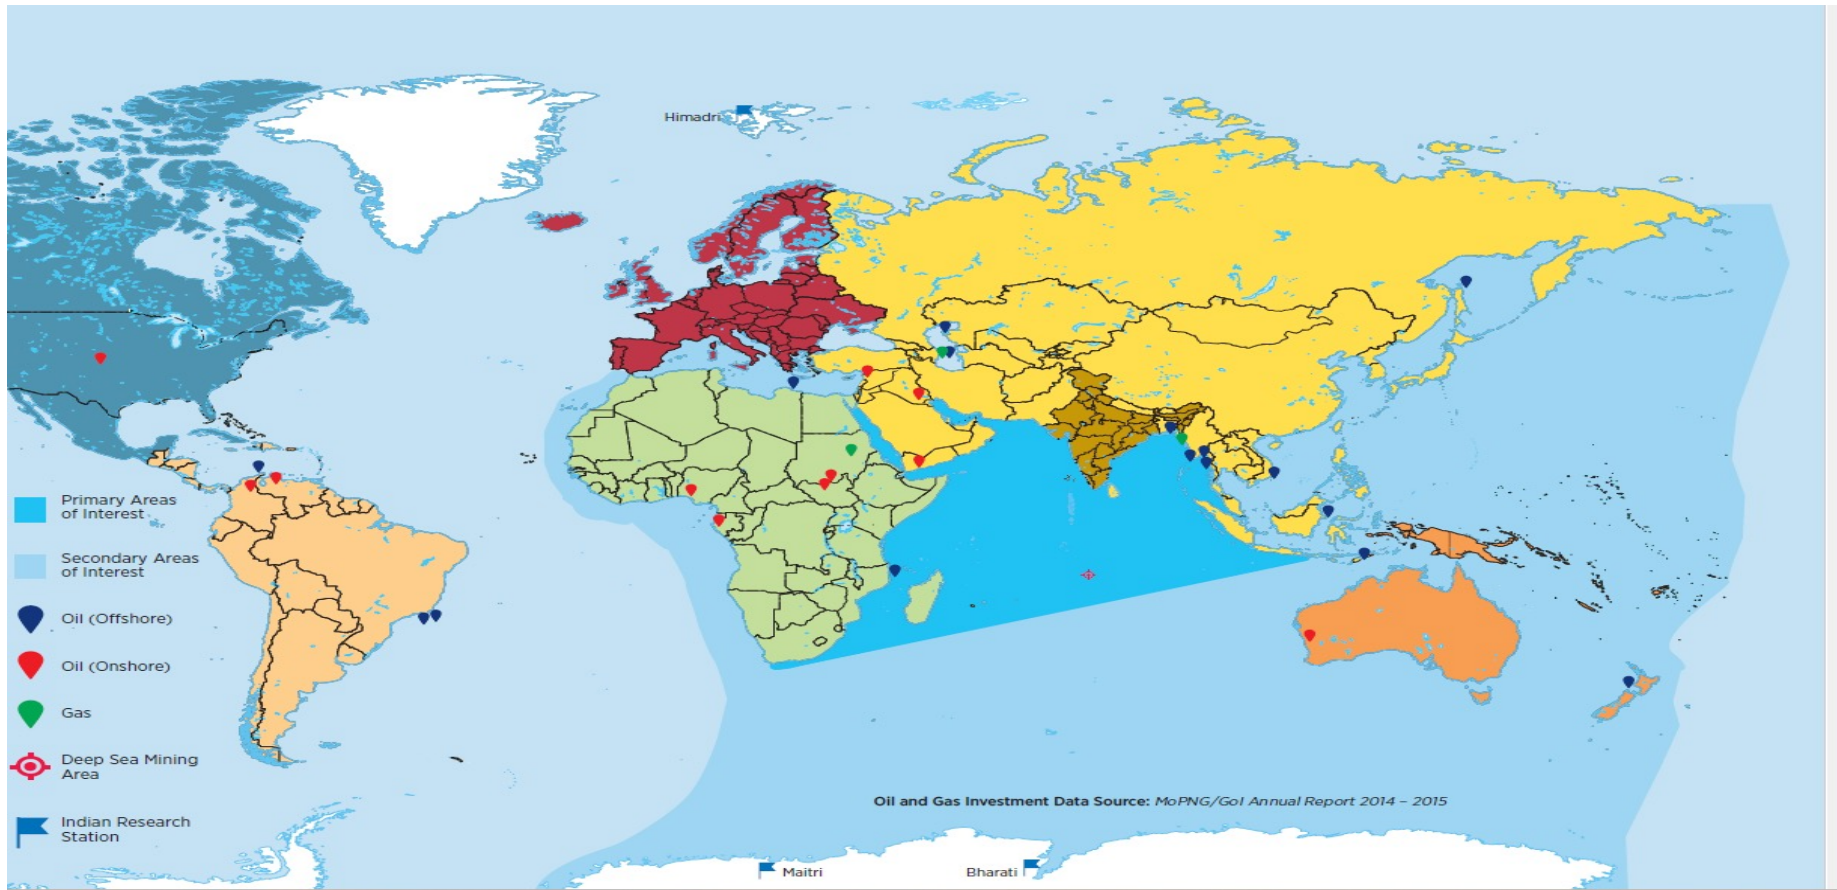 Himadri
Primary Areas
of Interest
Secondary Areas
of Interest
Oil (Offshore)
Oil (Onshore)
Gas
Deep Sea Mining
Area
Indian Research
Station
Oil and Gas Investment Data Source: MoPNG/GoI Annual Report 2014 – 2015
Maitri
Bharati